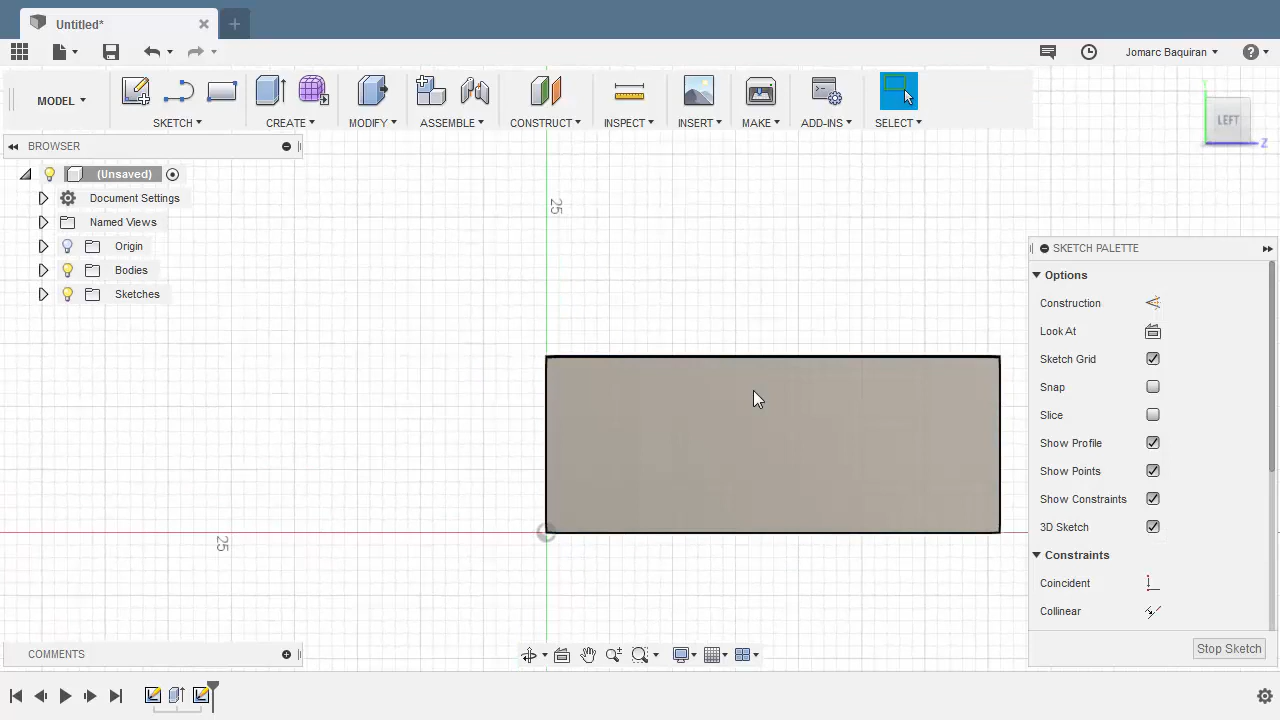 Untitled*
Jomarc Baquiran
MODEL
SKETCH
CREATE
MODIFY
ASSEMBLE
CONSTRUCT
INSPECT
INSERT
MAKE
ADD-INS
SELECT
Y
LEFT
Z
BROWSER
(Unsaved)
Document Settings
Named Views
Origin
Bodies
Sketches
25
25
SKETCH PALETTE
Options
Construction
Look At
Sketch Grid
Snap
Slice
Show Profile
Show Points
Show Constraints
3D Sketch
Constraints
Coincident
Collinear
Stop Sketch
COMMENTS